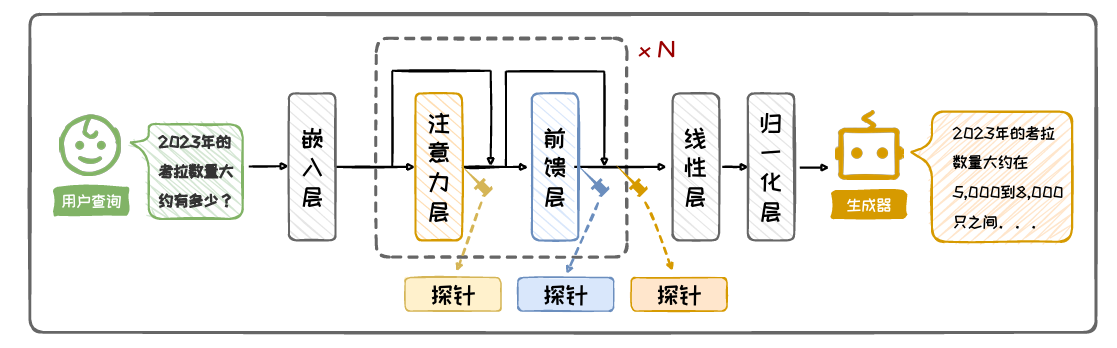 × N
2023年的
考拉数量大
约有多少？
用户查询
嵌入层
注意力层
前馈层
线性层
归一化层
2023年的考拉
数量大约在
5,000到8,000
只之间．．．
生成器
探针
探针
探针